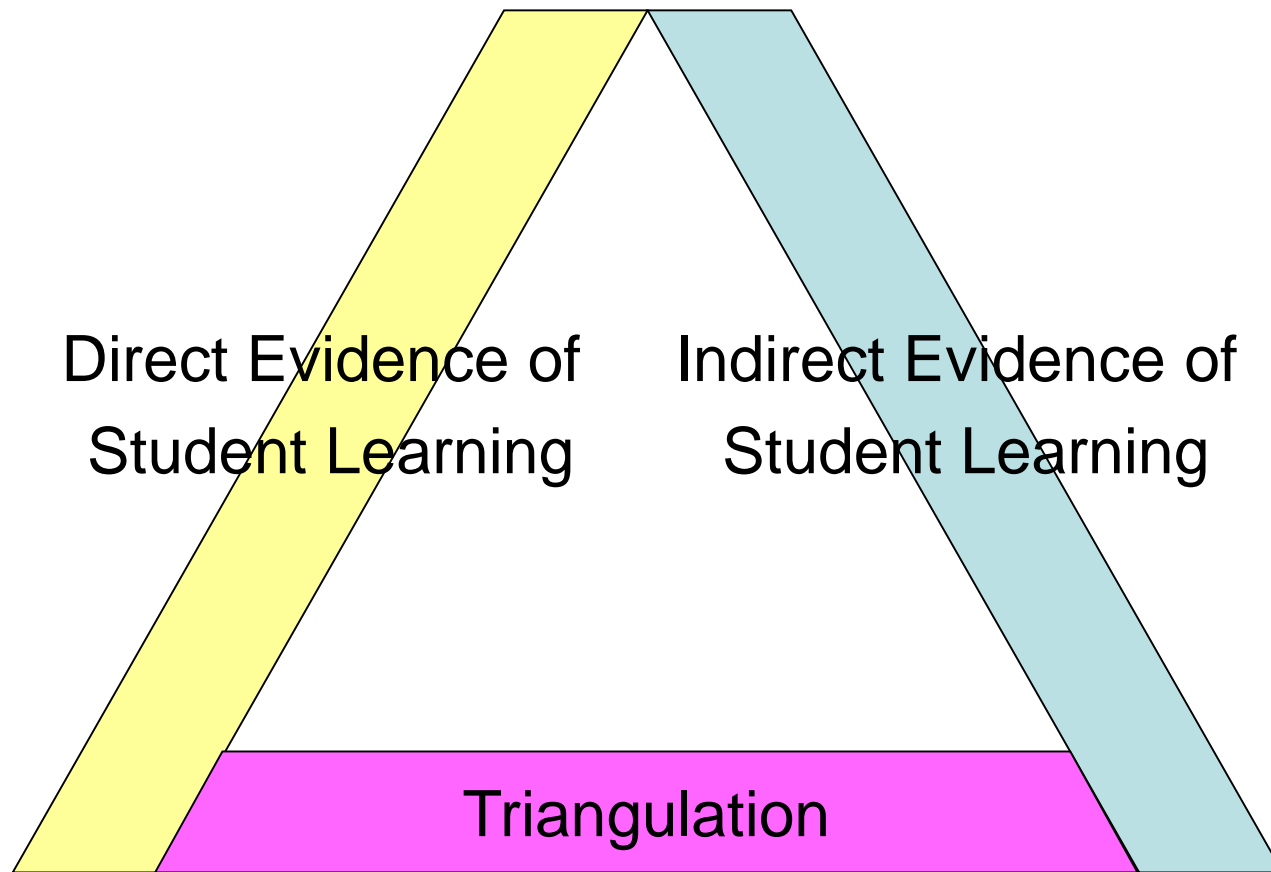 Direct Evidence of
Student Learning
Indirect Evidence of
Student Learning
Triangulation